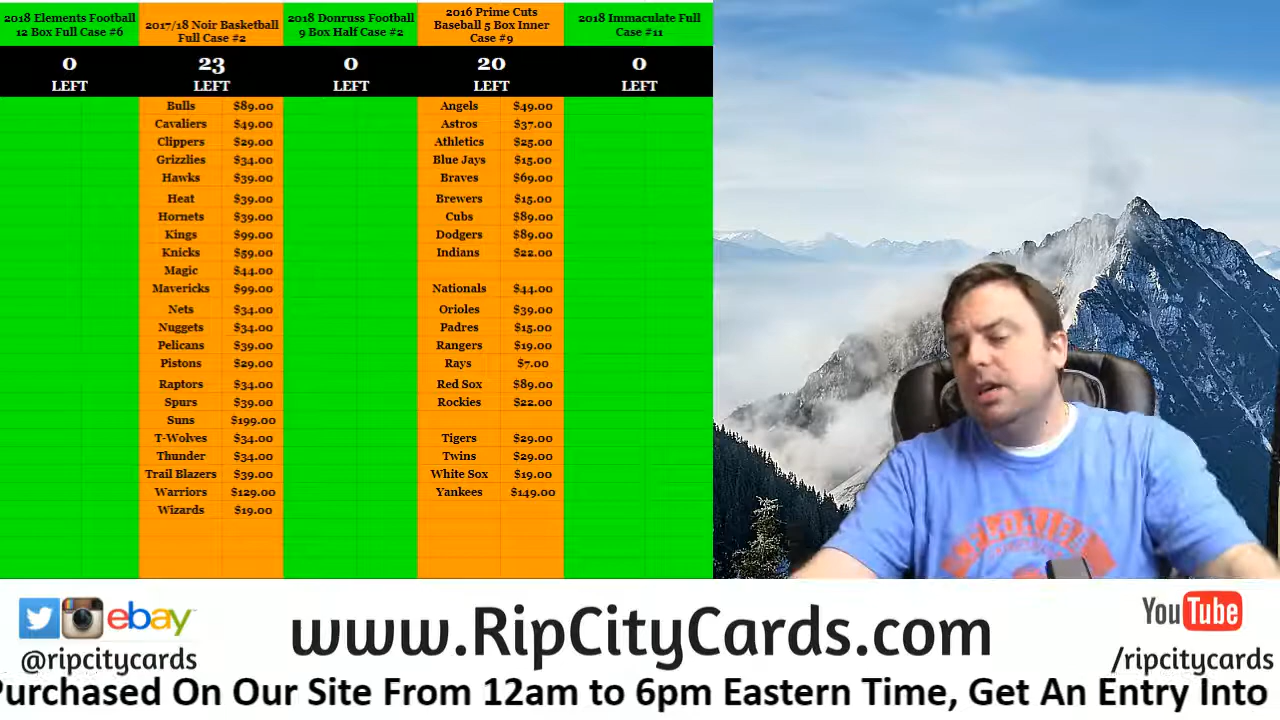 2018 Elements Football
12 Box Full Case #6
0
LEFT
2017/18 Noir Basketball
Full Case #2
23
LEFT
Bulls $89.00
Cavaliers $49.00
Clippers $29.00
Grizzlies $34.00
Hawks $39.00
Heat $39.00
Hornets $39.00
Kings $99.00
Knicks $59.00
Magic $44.00
Mavericks $99.00
Nets $34.00
Nuggets $34.00
Pelicans $39.00
Pistons $29.00
Raptors $34.00
Spurs $39.00
Suns $199.00
T-Wolves $34.00
Thunder $34.00
Trail Blazers $39.00
Warriors $129.00
Wizards $19.00
2018 Donruss Football
9 Box Half Case #2
0
LEFT
2016 Prime Cuts
Baseball 5 Box Inner
Case #9
20
LEFT
Angels $49.00
Astros $37.00
Athletics $25.00
Blue Jays $15.00
Braves $69.00
Brewers $15.00
Cubs $89.00
Dodgers $89.00
Indians $22.00
Nationals $44.00
Orioles $39.00
Padres $15.00
Rangers $19.00
Rays $7.00
Red Sox $89.00
Rockies $22.00
Tigers $29.00
Twins $29.00
White Sox $19.00
Yankees $149.00
2018 Immaculate Full
Case #11
0
LEFT
FLORIDA
ebay
@ripcitycards
www.RipCityCards.com
YouTube
/ripcitycards
Purchased On Our Site From 12am to 6pm Eastern Time, Get An Entry Into